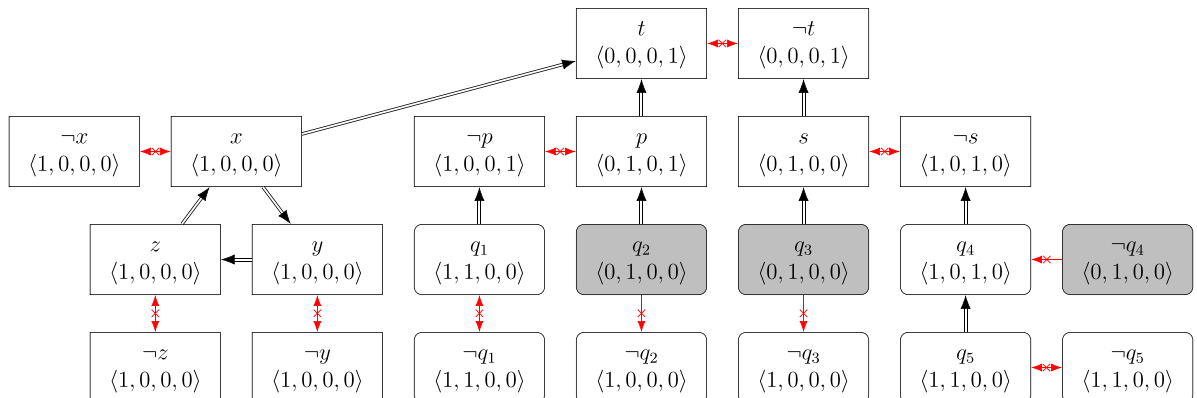 t
⟨0, 0, 0, 1⟩
¬t
⟨0, 0, 0, 1⟩
¬x
⟨1, 0, 0, 0⟩
x
⟨1, 0, 0, 0⟩
¬p
⟨1, 0, 0, 1⟩
p
⟨0, 1, 0, 1⟩
s
⟨0, 1, 0, 0⟩
¬s
⟨1, 0, 1, 0⟩
z
⟨1, 0, 0, 0⟩
y
⟨1, 0, 0, 0⟩
q₁
⟨1, 1, 0, 0⟩
q₂
⟨0, 1, 0, 0⟩
q₃
⟨0, 1, 0, 0⟩
q₄
⟨1, 0, 1, 0⟩
¬q₄
⟨0, 1, 0, 0⟩
¬z
⟨1, 0, 0, 0⟩
¬y
⟨1, 0, 0, 0⟩
¬q₁
⟨1, 1, 0, 0⟩
¬q₂
⟨1, 0, 0, 0⟩
¬q₃
⟨1, 0, 0, 0⟩
q₅
⟨1, 1, 0, 0⟩
¬q₅
⟨1, 1, 0, 0⟩